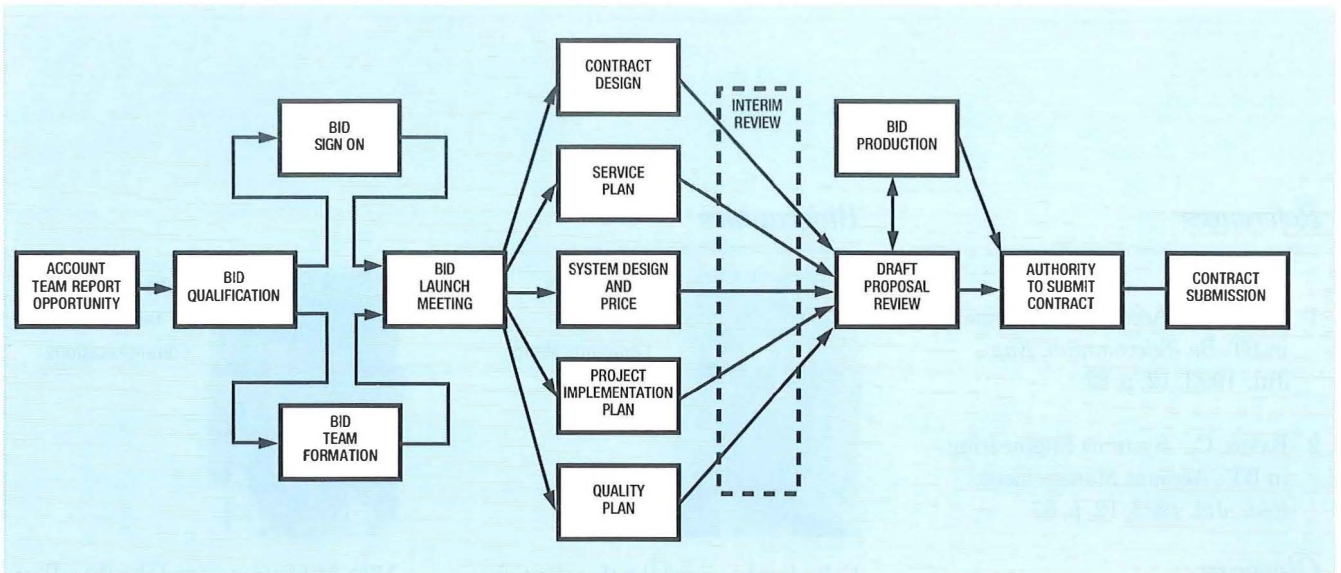 ACCOUNT
TEAM REPORT
OPPORTUNITY
BID
QUALIFICATION
BID
SIGN ON
BID
TEAM
FORMATION
BID
LAUNCH
MEETING
CONTRACT
DESIGN
SERVICE
PLAN
SYSTEM DESIGN
AND
PRICE
PROJECT
IMPLEMENTATION
PLAN
QUALITY
PLAN
INTERIM
REVIEW
BID
PRODUCTION
DRAFT
PROPOSAL
REVIEW
AUTHORITY
TO SUBMIT
CONTRACT
CONTRACT
SUBMISSION